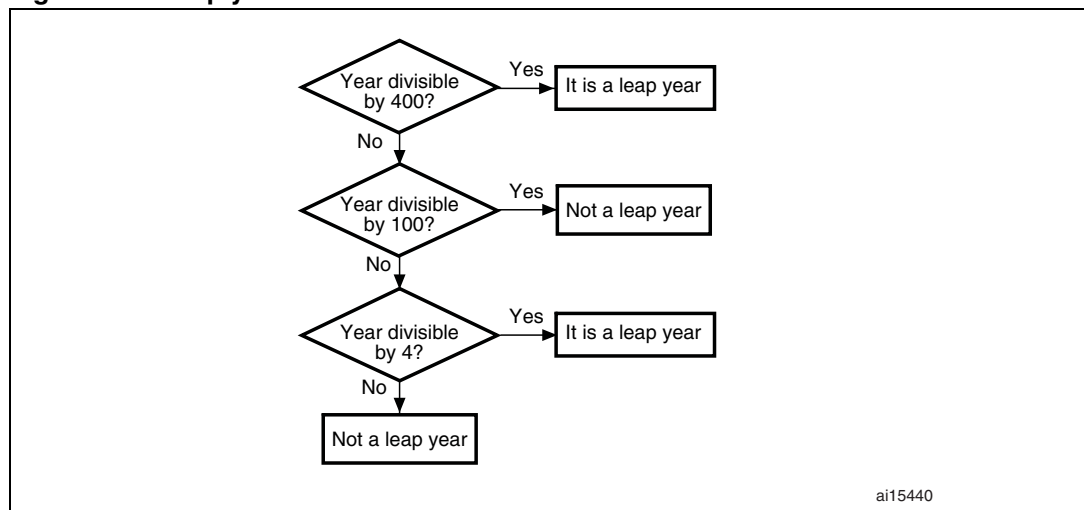 Year divisible
by 400?
Yes
It is a leap year
No
Year divisible
by 100?
Yes
Not a leap year
No
Year divisible
by 4?
Yes
It is a leap year
No
Not a leap year
ai15440